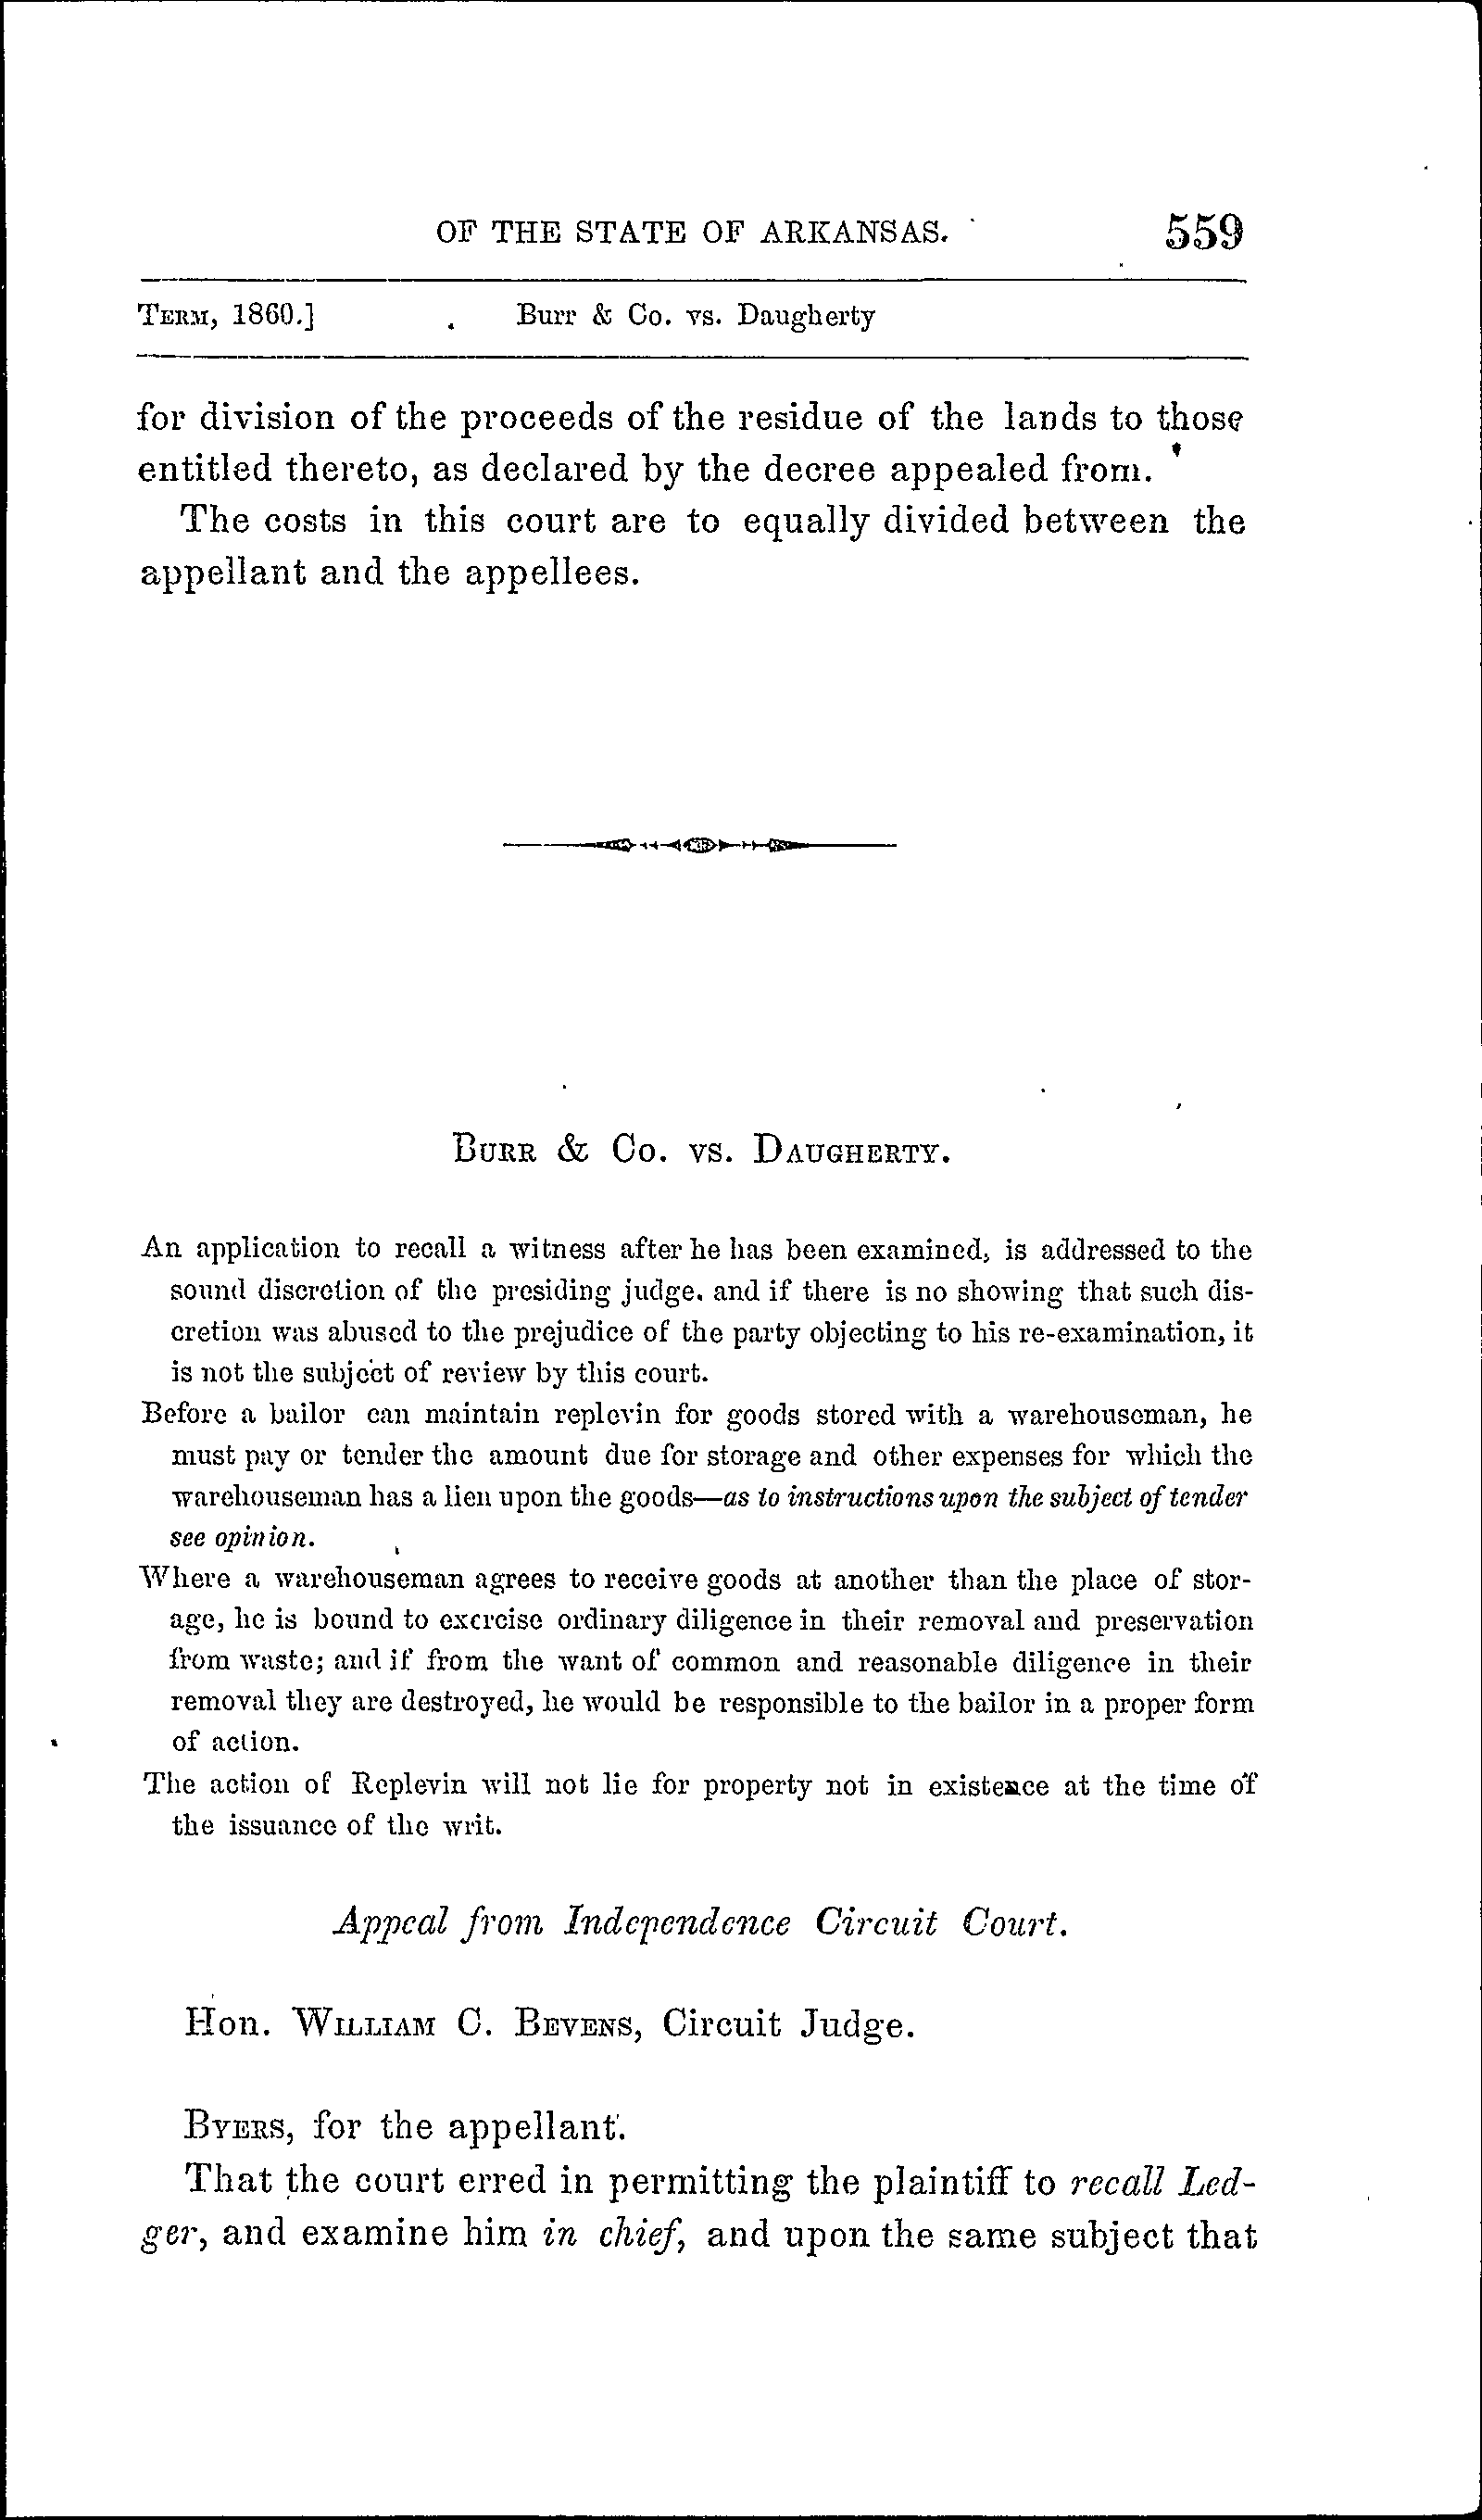 OF THE STATE OF ARKANSAS. 559
TERM, 1860.] Burr & Co. vs. Daugherty
for division of the proceeds of the residue of the lands to those
entitled thereto, as declared by the decree appealed from.
The costs in this court are to equally divided between the
appellant and the appellees.
BURR & CO. VS. DAUGHERTY.
An application to recall a witness after he has been examined, is addressed to the
sound discretion of the presiding judge. and if there is no showing that such dis-
cretion was abused to the prejudice of the party objecting to his re-examination, it
is not the subject of review by this court.
Before a bailor can maintain replevin for goods stored with a warehouseman, he
must pay or tender the amount due for storage and other expenses for which the
warehouseman has a lien upon the goods—as to instructions upon the subject of tender
see opinion.
Where a warehouseman agrees to receive goods at another than the place of stor-
age, he is bound to exercise ordinary diligence in their removal and preservation
from waste; and if from the want of common and reasonable diligence in their
removal they are destroyed, he would be responsible to the bailor in a proper form
of action.
The action of Replevin will not lie for property not in existence at the time of
the issuance of the writ.
Appeal from Independence Circuit Court.
Hon. WILLIAM C. BEVENS, Circuit Judge.
BYERS, for the appellant.
That the court erred in permitting the plaintiff to recall Led-
ger, and examine him in chief, and upon the same subject that